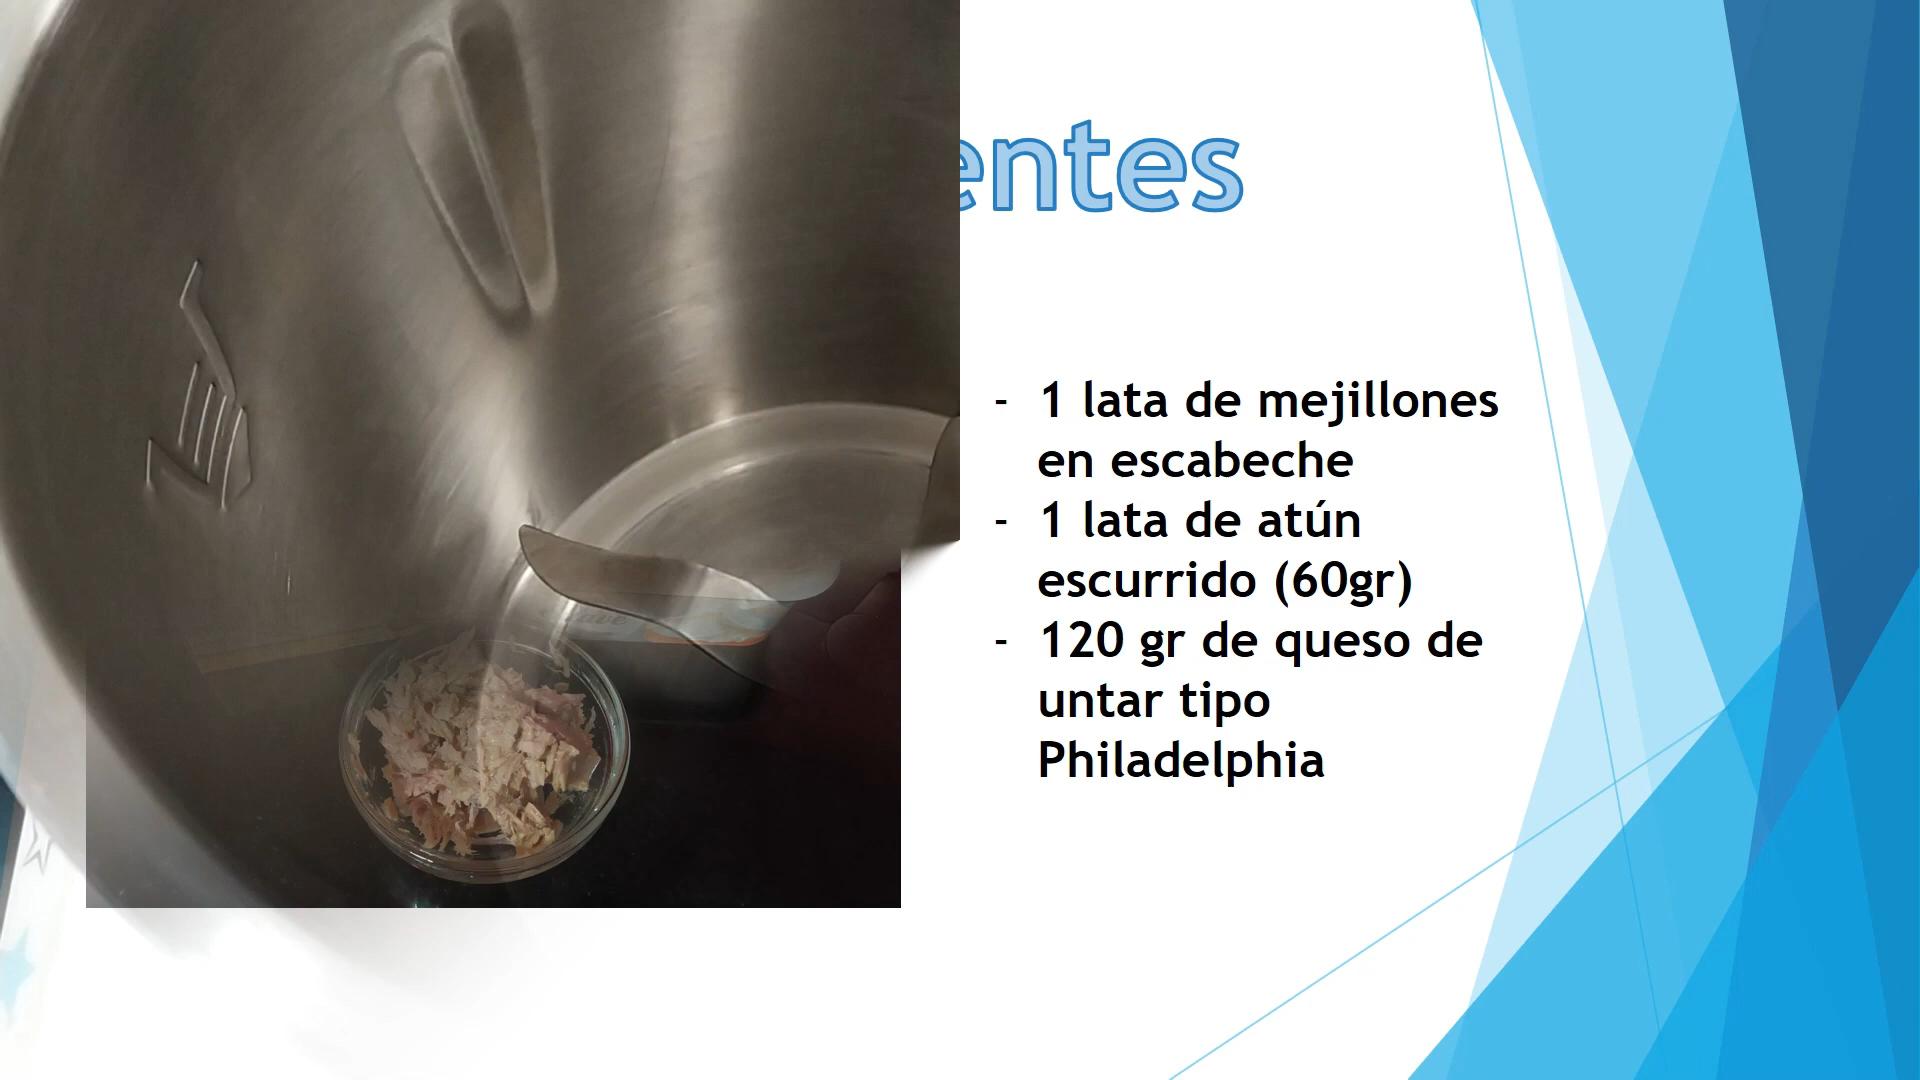 entes
- 1 lata de mejillones
en escabeche
- 1 lata de atún
escurrido (60gr)
- 120 gr de queso de
untar tipo
Philadelphia